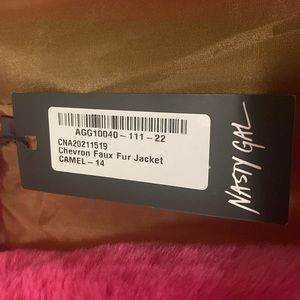 AGG10040-111-22
CNA20211519
Chevron Faux Fur Jacket
CAMEL-14
NASTY GAL